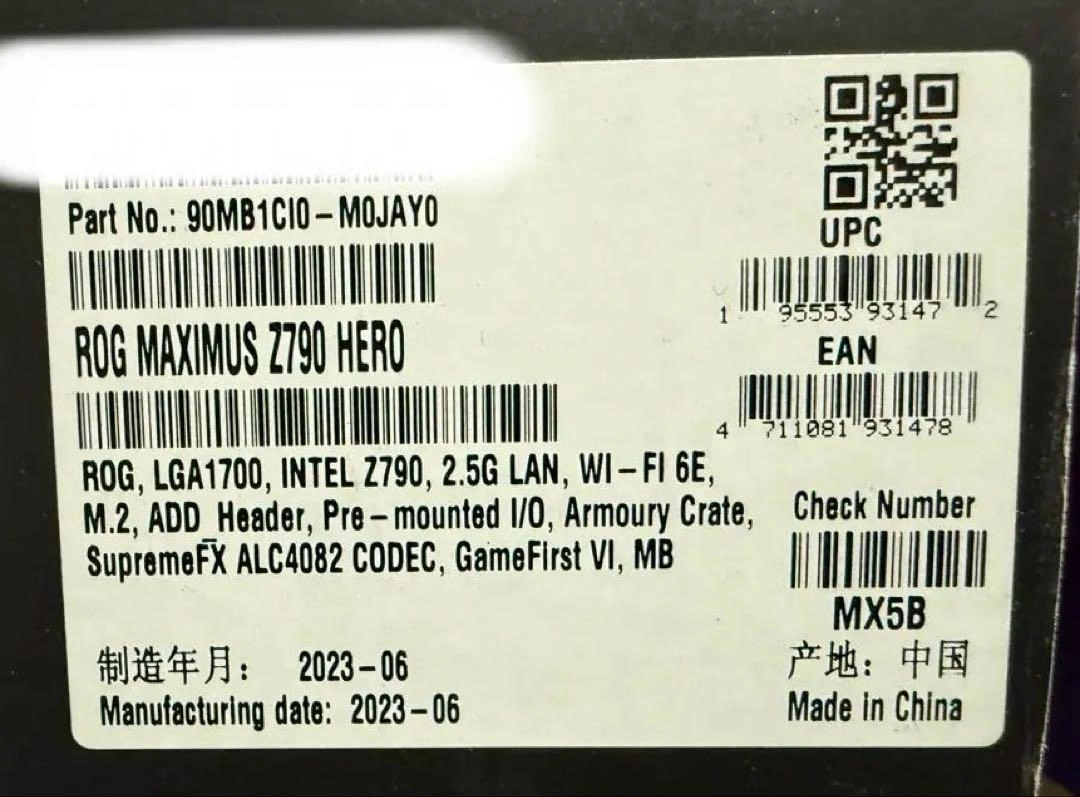 Part No.: 90MB1CI0-M0JAY0
ROG MAXIMUS Z790 HERO
ROG, LGA1700, INTEL Z790, 2.5G LAN, WI-FI 6E,
M.2, ADD_Header, Pre-mounted I/O, Armoury Crate,
SupremeFX ALC4082 CODEC, GameFirst VI, MB
制造年月: 2023-06
Manufacturing date: 2023-06
UPC
1 95553 93147 2
EAN
4 711081 931478
Check Number
MX5B
产地: 中国
Made in China